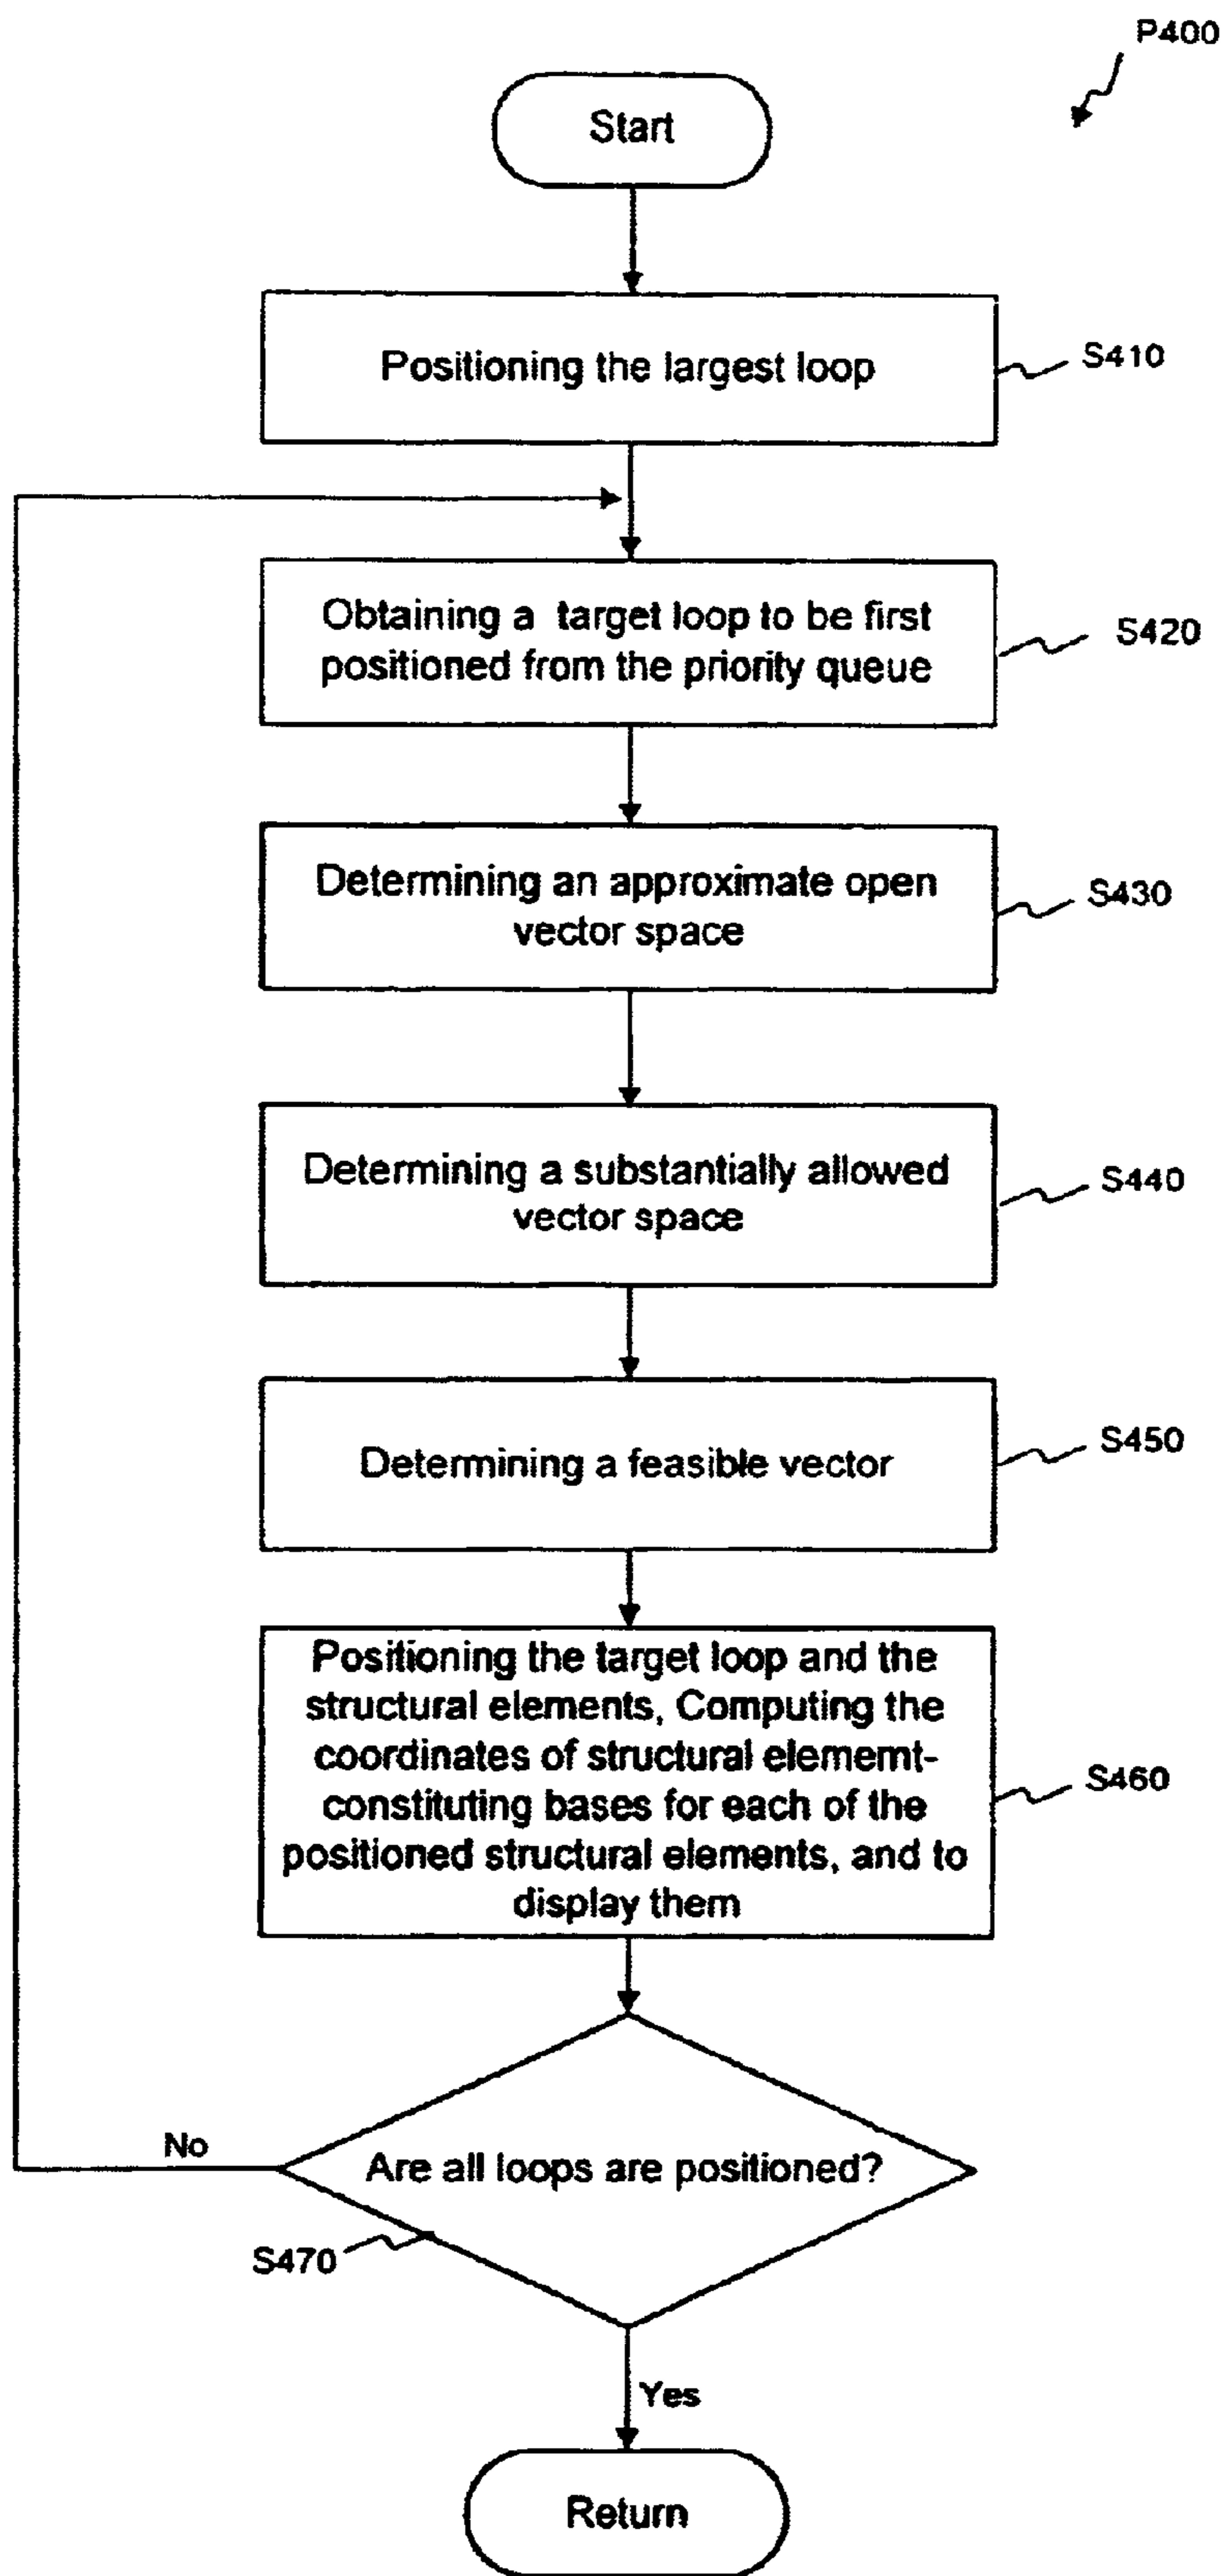 P400
Start
Positioning the largest loop
S410
Obtaining a target loop to be first
positioned from the priority queue
S420
Determining an approximate open
vector space
S430
Determining a substantially allowed
vector space
S440
Determining a feasible vector
S450
Positioning the target loop and the
structural elements, Computing the
coordinates of structural elememt-
constituting bases for each of the
positioned structural elements, and to
display them
S460
No
Are all loops are positioned?
S470
Yes
Return